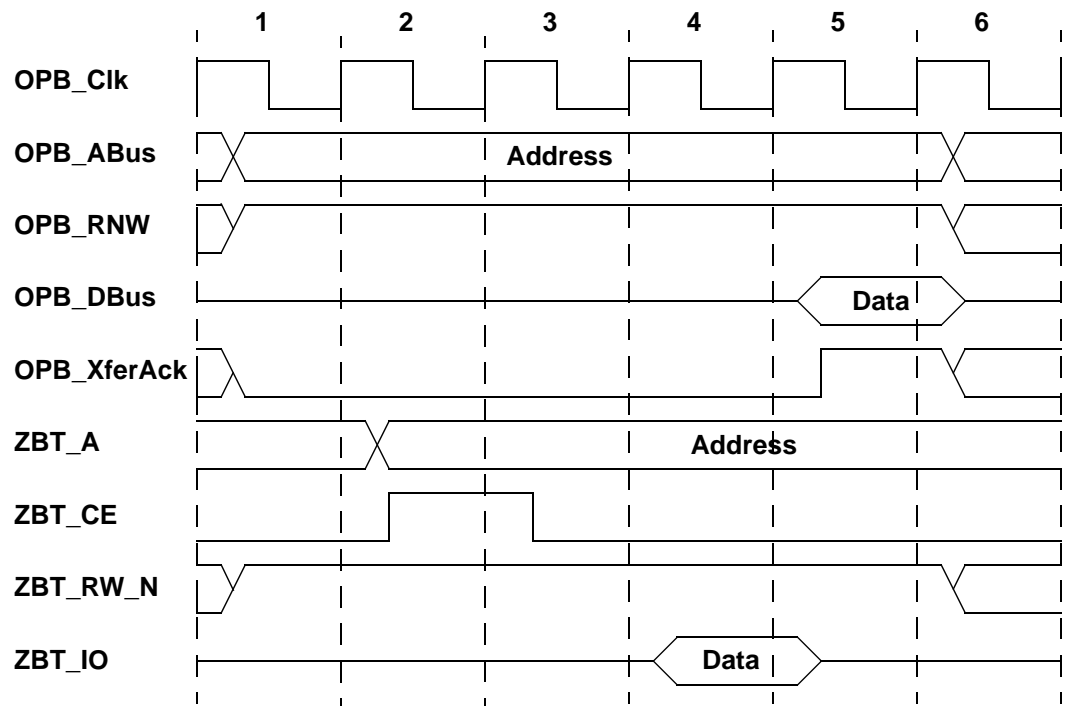 1 2 3 4 5 6
OPB_Clk
OPB_ABus Address
OPB_RNW
OPB_DBus Data
OPB_XferAck
ZBT_A Address
ZBT_CE
ZBT_RW_N
ZBT_IO Data